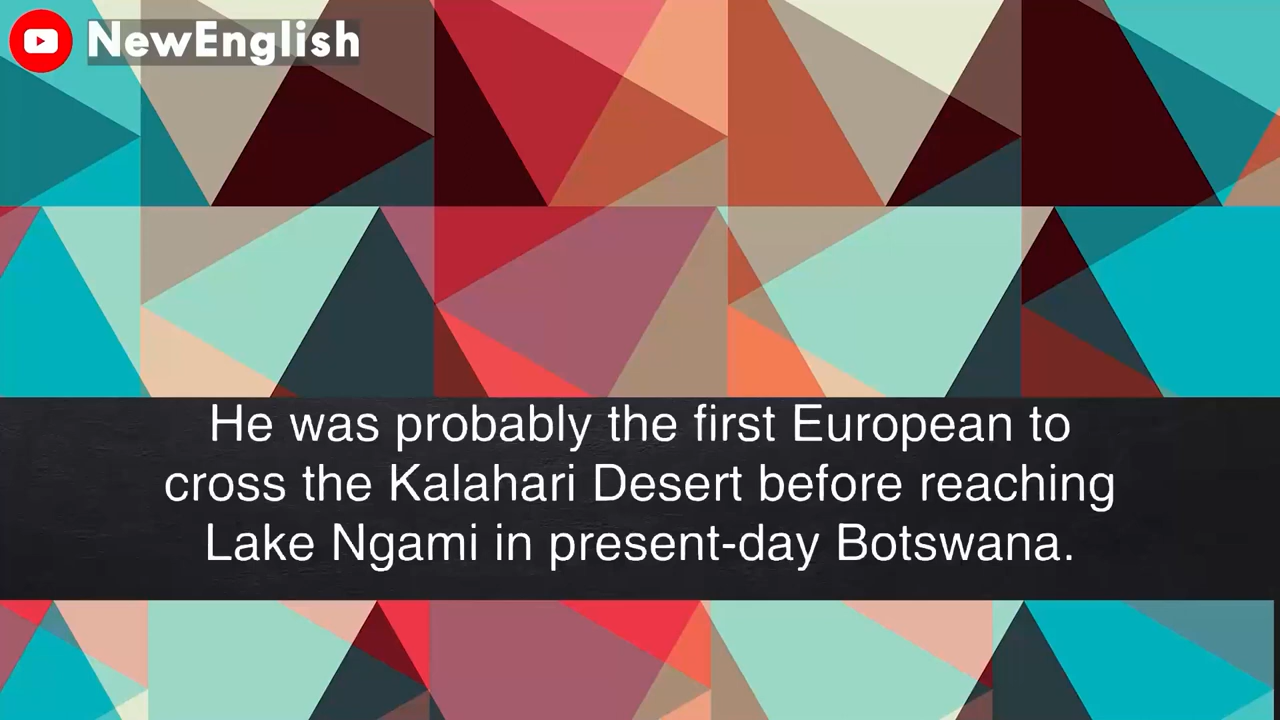 NewEnglish
He was probably the first European to
cross the Kalahari Desert before reaching
Lake Ngami in present-day Botswana.